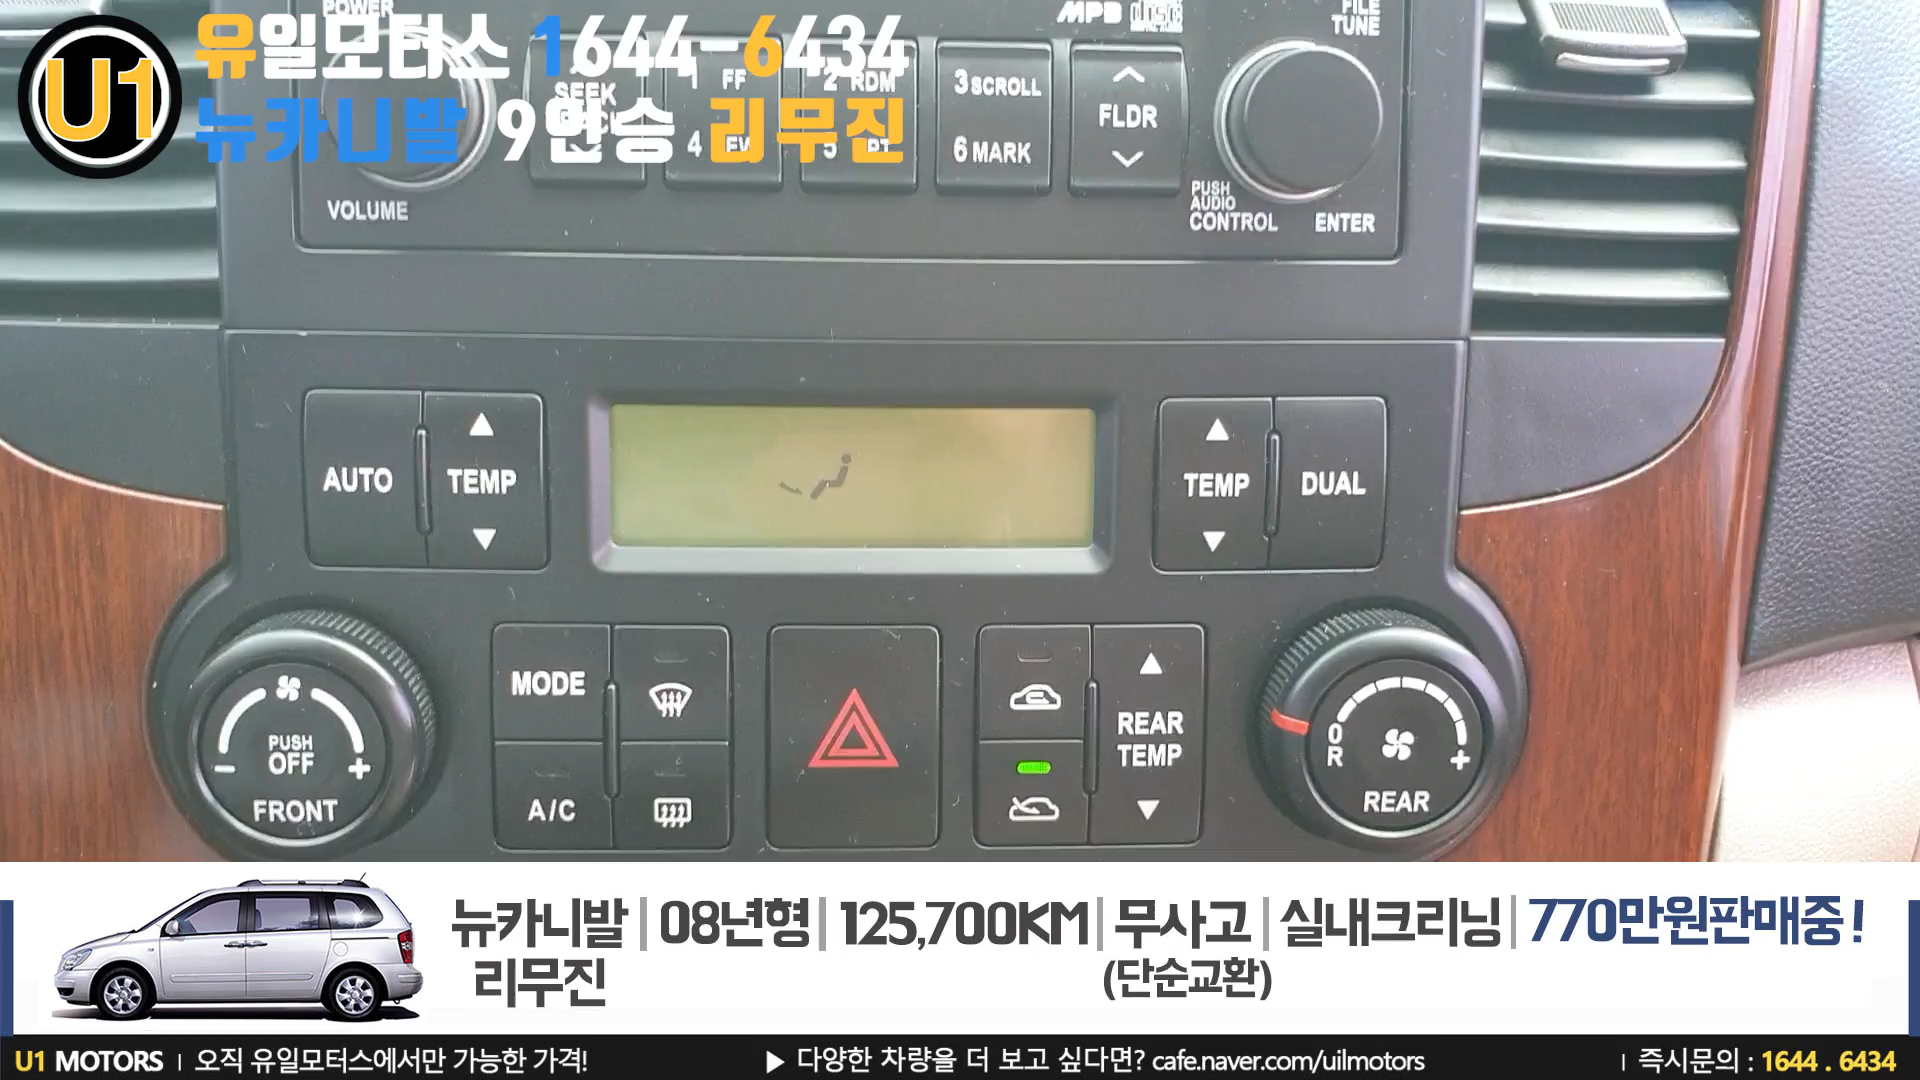 POWER
MP3
FILE
TUNE
U1
유일모터스 1644-6434
뉴카니발 9인승 리무진
SEEK
1 FF
2 RDM
3 SCROLL
FLDR
4
5
6 MARK
VOLUME
PUSH
AUDIO
CONTROL
ENTER
AUTO
TEMP
TEMP
DUAL
MODE
PUSH
OFF
FRONT
A/C
REAR
TEMP
REAR
뉴카니발 리무진
08년형
125,700KM
무사고
(단순교환)
실내크리닝
770만원판매중!
U1 MOTORS | 오직 유일모터스에서만 가능한 가격!
▶ 다양한 차량을 더 보고 싶다면? cafe.naver.com/uilmotors
| 즉시문의 : 1644 . 6434